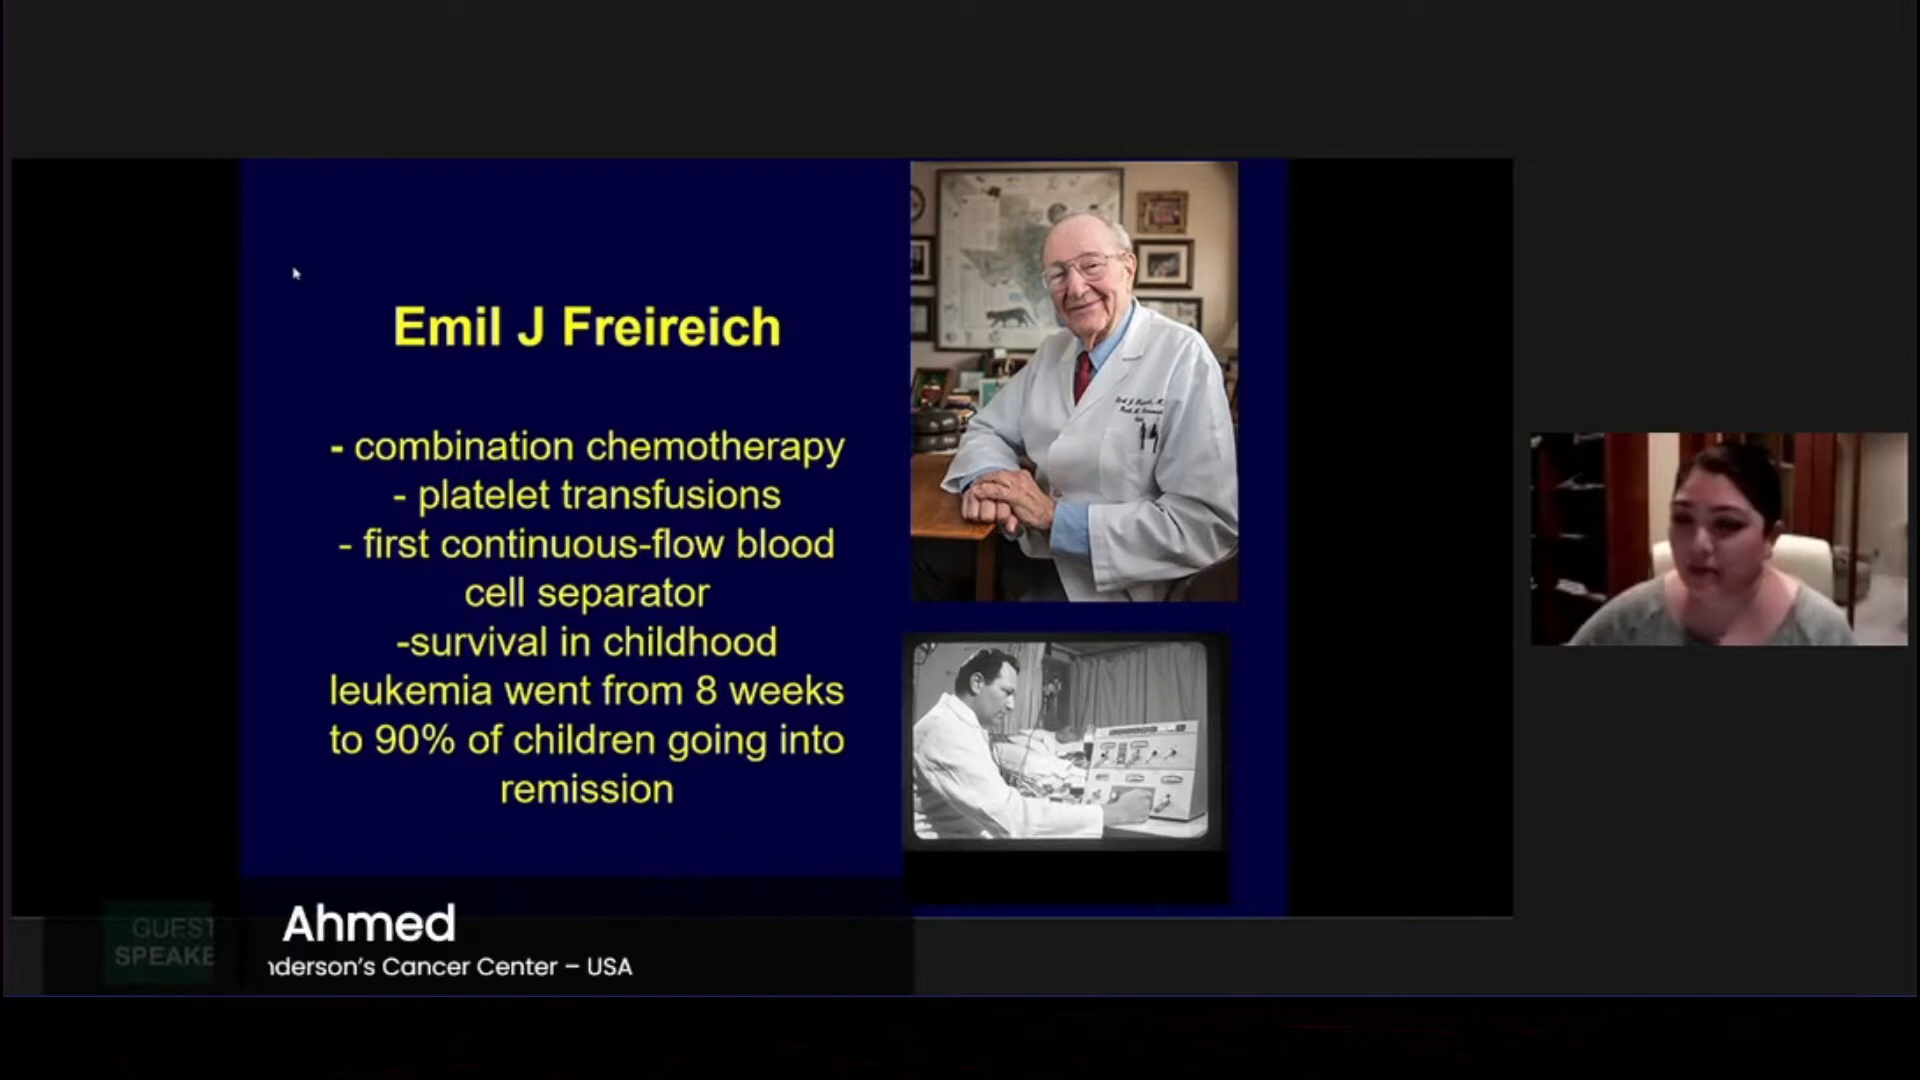 Emil J Freireich
- combination chemotherapy
- platelet transfusions
- first continuous-flow blood
cell separator
-survival in childhood
leukemia went from 8 weeks
to 90% of children going into
remission
GUEST
SPEAKE
Ahmed
nderson's Cancer Center – USA